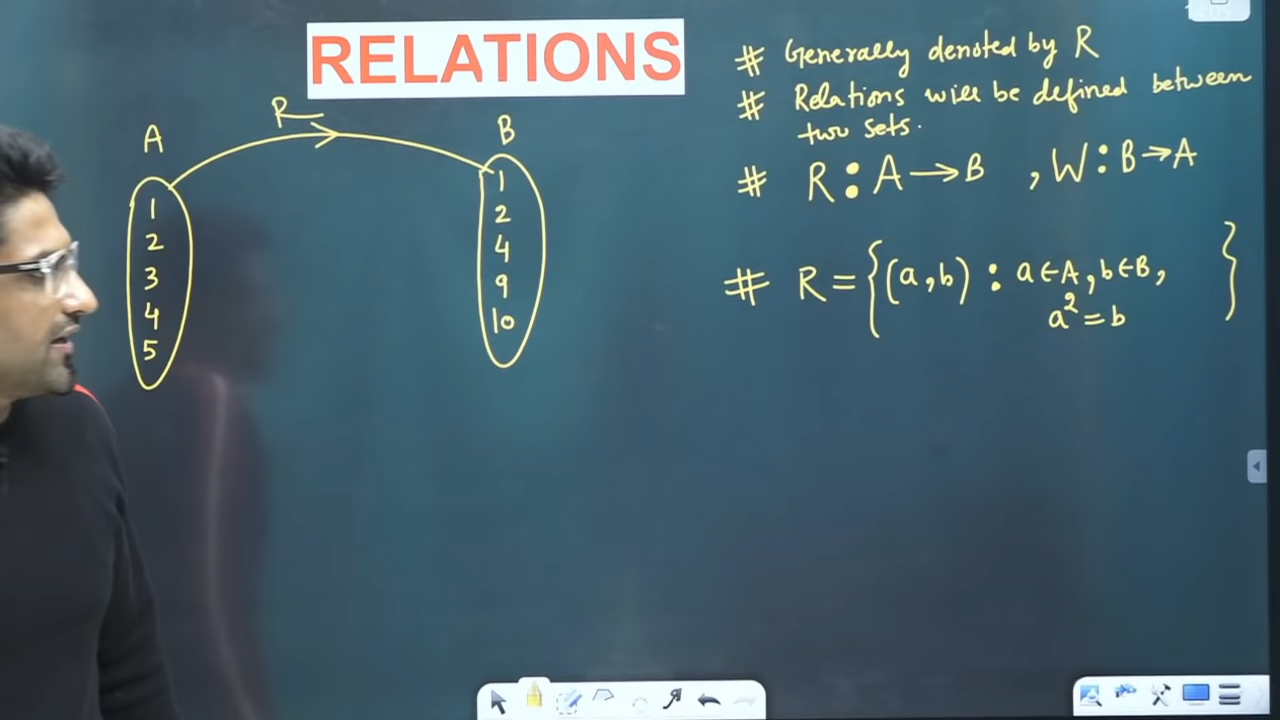 RELATIONS
# Generally denoted by R
# Relations will be defined between
two sets.
# R : A → B , W : B → A
# R = {(a,b) : a ∈ A, b ∈ B,
a² = b }
R
A
1
2
3
4
5
B
1
2
4
9
10